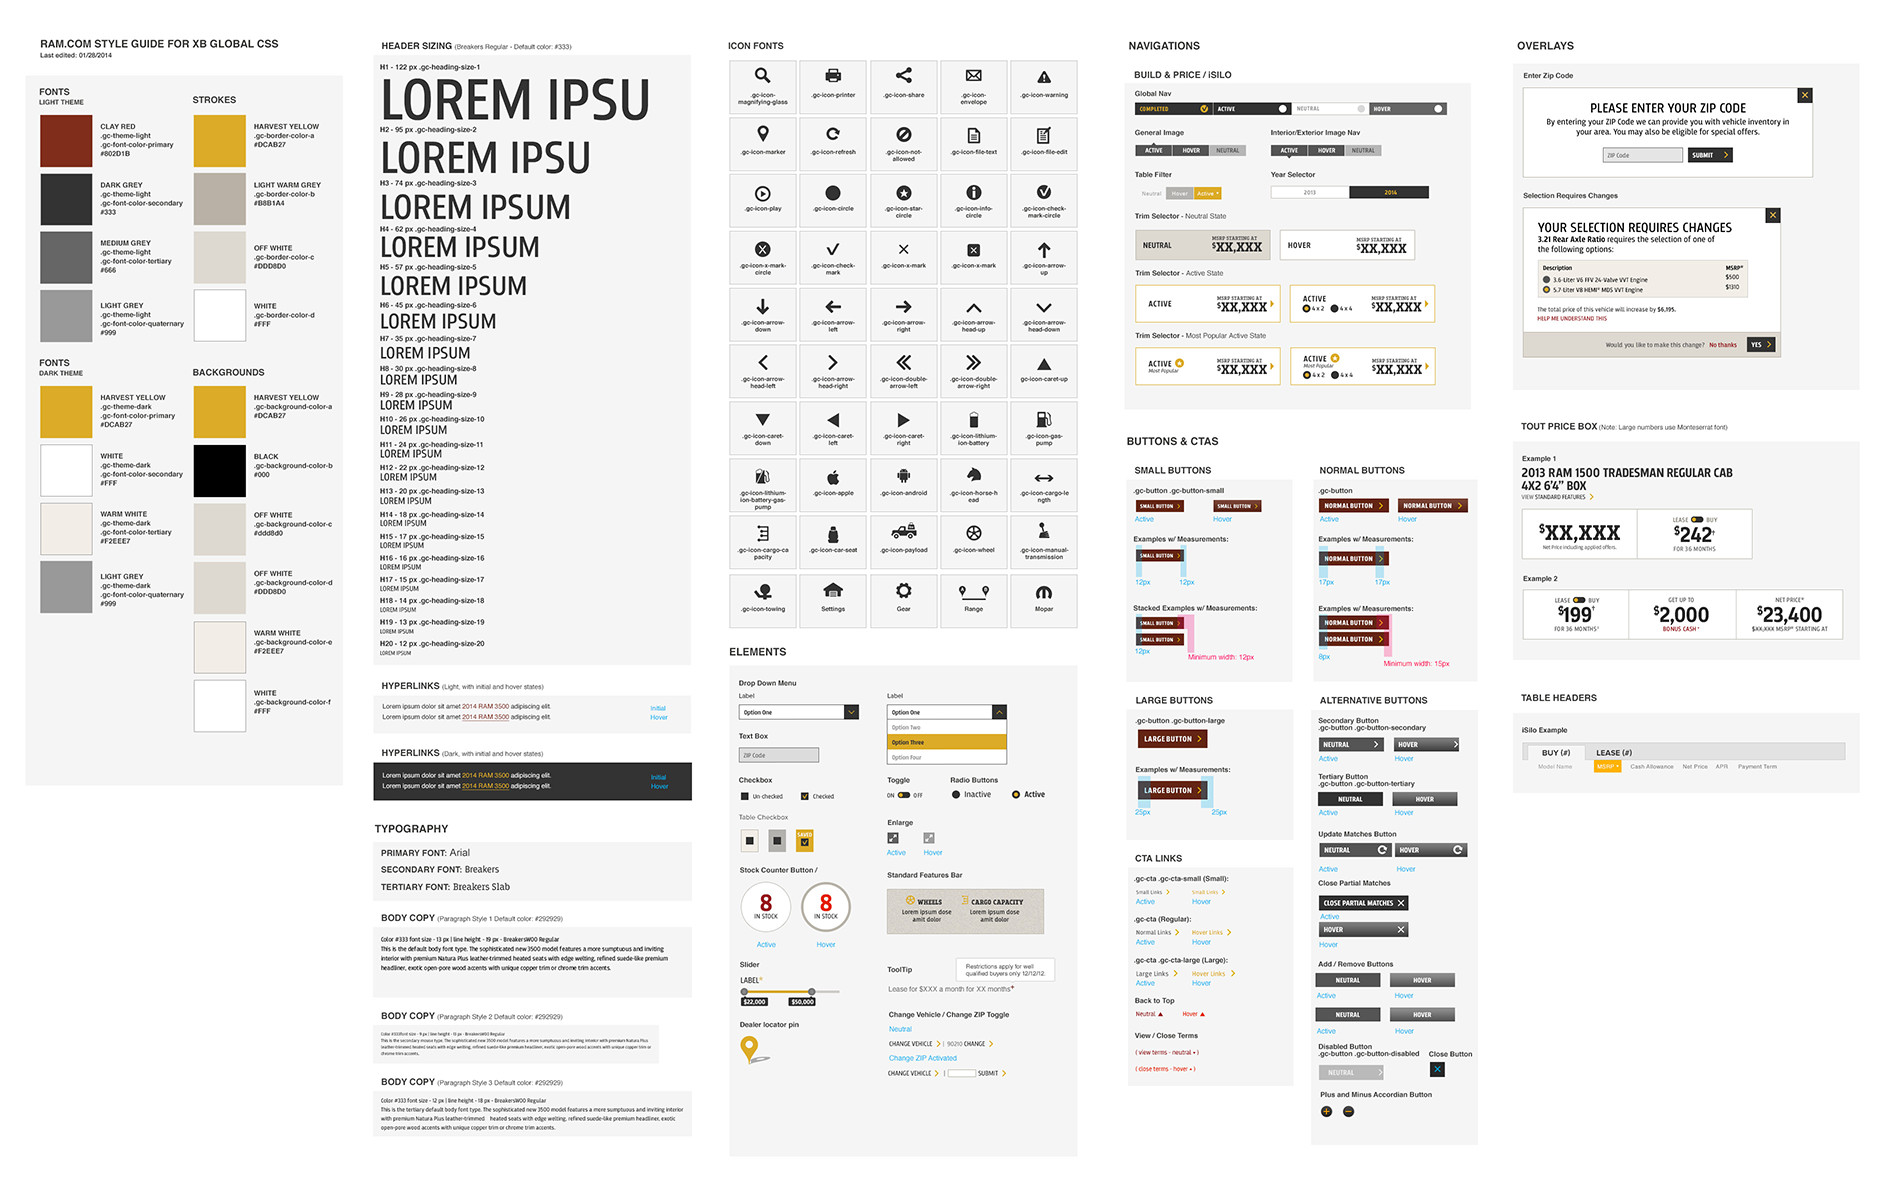 RAM.COM STYLE GUIDE FOR XB GLOBAL CSS
Last edited: 01/28/2014
FONTS
LIGHT THEME
CLAY RED
.gc-theme-light
.gc-font-color-primary
#802D1B
DARK GREY
.gc-theme-light
.gc-font-color-secondary
#333
MEDIUM GREY
.gc-theme-light
.gc-font-color-tertiary
#666
LIGHT GREY
.gc-theme-light
.gc-font-color-quaternary
#999
STROKES
HARVEST YELLOW
.gc-border-color-a
#DCAB27
LIGHT WARM GREY
.gc-border-color-b
#B8B1A4
OFF WHITE
.gc-border-color-c
#DDD8D0
WHITE
.gc-border-color-d
#FFF
FONTS
DARK THEME
HARVEST YELLOW
.gc-theme-dark
.gc-font-color-primary
#DCAB27
WHITE
.gc-theme-dark
.gc-font-color-secondary
#FFF
WARM WHITE
.gc-theme-dark
.gc-font-color-tertiary
#F2EEE7
LIGHT GREY
.gc-theme-dark
.gc-font-color-quaternary
#999
BACKGROUNDS
HARVEST YELLOW
.gc-background-color-a
#DCAB27
BLACK
.gc-background-color-b
#000
OFF WHITE
.gc-background-color-c
#ddd8d0
OFF WHITE
.gc-background-color-d
#DDD8D0
WARM WHITE
.gc-background-color-e
#F2EEE7
WHITE
.gc-background-color-f
#FFF
HEADER SIZING (Breakers Regular - Default color: #333)
H1 - 122 px .gc-heading-size-1
LOREM IPSU
H2 - 95 px .gc-heading-size-2
LOREM IPSU
H3 - 74 px .gc-heading-size-3
LOREM IPSUM
H4 - 62 px .gc-heading-size-4
LOREM IPSUM
H5 - 57 px .gc-heading-size-5
LOREM IPSUM
H6 - 45 px .gc-heading-size-6
LOREM IPSUM
H7 - 35 px .gc-heading-size-7
LOREM IPSUM
H8 - 30 px .gc-heading-size-8
LOREM IPSUM
H9 - 28 px .gc-heading-size-9
LOREM IPSUM
H10 - 26 px .gc-heading-size-10
LOREM IPSUM
H11 - 24 px .gc-heading-size-11
LOREM IPSUM
H12 - 22 px .gc-heading-size-12
LOREM IPSUM
H13 - 20 px .gc-heading-size-13
LOREM IPSUM
H14 - 18 px .gc-heading-size-14
LOREM IPSUM
H15 - 17 px .gc-heading-size-15
LOREM IPSUM
H16 - 16 px .gc-heading-size-16
LOREM IPSUM
H17 - 15 px .gc-heading-size-17
LOREM IPSUM
H18 - 14 px .gc-heading-size-18
LOREM IPSUM
H19 - 13 px .gc-heading-size-19
LOREM IPSUM
H20 - 12 px .gc-heading-size-20
LOREM IPSUM
HYPERLINKS (Light, with initial and hover states)
Lorem ipsum dolor sit amet 2014 RAM 3500 adipiscing elit. Initial
Lorem ipsum dolor sit amet 2014 RAM 3500 adipiscing elit. Hover
HYPERLINKS (Dark, with initial and hover states)
Lorem ipsum dolor sit amet 2014 RAM 3500 adipiscing elit. Initial
Lorem ipsum dolor sit amet 2014 RAM 3500 adipiscing elit. Hover
TYPOGRAPHY
PRIMARY FONT: Arial
SECONDARY FONT: Breakers
TERTIARY FONT: Breakers Slab
BODY COPY (Paragraph Style 1 Default color: #292929)
Color #333 font size - 13 px | line height - 19 px - BreakersW00 Regular
This is the default body font type. The sophisticated new 3500 model features a more sumptuous and inviting
interior with premium Natura Plus leather-trimmed heated seats with edge welting, refined suede-like premium
headliner, exotic open-pore wood accents with unique copper trim or chrome trim accents.
BODY COPY (Paragraph Style 2 Default color: #292929)
Color #333 font size - 9 px | line height - 13 px - BreakersW00 Regular
This is the secondary mouse type. The sophisticated new 3500 model features a more sumptuous and inviting interior with premium Natura Plus
leather-trimmed heated seats with edge welting, refined suede-like premium headliner, exotic open-pore wood accents with unique copper trim or
chrome trim accents.
BODY COPY (Paragraph Style 3 Default color: #292929)
Color #333 font size - 12 px | line height - 18 px - BreakersW00 Regular
This is the tertiary default body font type. The sophisticated new 3500 model features a more sumptuous and inviting interior
with premium Natura Plus leather-trimmed heated seats with edge welting, refined suede-like premium headliner, exotic
open-pore wood accents with unique copper trim or chrome trim accents.
ICON FONTS
.gc-icon-magnifying-glass
.gc-icon-printer
.gc-icon-share
.gc-icon-envelope
.gc-icon-warning
.gc-icon-marker
.gc-icon-refresh
.gc-icon-not-allowed
.gc-icon-file-text
.gc-icon-file-edit
.gc-icon-play
.gc-icon-circle
.gc-icon-star-circle
.gc-icon-info-circle
.gc-icon-check-mark-circle
.gc-icon-x-mark-circle
.gc-icon-check-mark
.gc-icon-x-mark
.gc-icon-x-mark
.gc-icon-arrow-up
.gc-icon-arrow-down
.gc-icon-arrow-left
.gc-icon-arrow-right
.gc-icon-arrow-head-up
.gc-icon-arrow-head-down
.gc-icon-arrow-head-left
.gc-icon-arrow-head-right
.gc-icon-double-arrow-left
.gc-icon-double-arrow-right
gc-icon-caret-up
.gc-icon-caret-down
.gc-icon-caret-left
.gc-icon-caret-right
.gc-icon-lithium-ion-battery
.gc-icon-gas-pump
.gc-icon-lithium-ion-battery-gas-pump
.gc-icon-apple
.gc-icon-android
.gc-icon-horse-head
.gc-icon-cargo-length
.gc-icon-cargo-capacity
.gc-icon-car-seat
.gc-icon-payload
.gc-icon-wheel
.gc-icon-manual-transmission
.gc-icon-towing
Settings
Gear
Range
Mopar
ELEMENTS
Drop Down Menu
Label
Option One
Label
Option One
Option Two
Option Three
Option Four
Text Box
ZIP Code
Checkbox
Un-checked
Checked
Toggle
ON OFF
Radio Buttons
Inactive
Active
Table Checkbox
SAVED
Enlarge
Active Hover
Stock Counter Button /
8
IN STOCK
8
IN STOCK
Active Hover
Standard Features Bar
WHEELS
Lorem ipsum dose
amit dolor
CARGO CAPACITY
Lorem ipsum dose
amit dolor
Slider
LABEL
$22,000 $50,000
ToolTip
Restrictions apply for well
qualified buyers only 12/12/12.
Lease for $XXX a month for XX months+
Dealer locator pin
Change Vehicle / Change ZIP Toggle
Neutral
CHANGE VEHICLE | 90210 CHANGE
Change ZIP Activated
CHANGE VEHICLE | SUBMIT
NAVIGATIONS
BUILD & PRICE / iSILO
Global Nav
COMPLETED ACTIVE NEUTRAL HOVER
General Image
ACTIVE HOVER NEUTRAL
Interior/Exterior Image Nav
ACTIVE HOVER NEUTRAL
Table Filter
Neutral Hover Active
Year Selector
2013 2014
Trim Selector - Neutral State
NEUTRAL MSRP STARTING AT $XX,XXX
HOVER MSRP STARTING AT $XX,XXX
Trim Selector - Active State
ACTIVE MSRP STARTING AT $XX,XXX
ACTIVE 4x2 4x4 MSRP STARTING AT $XX,XXX
Trim Selector - Most Popular Active State
ACTIVE Most Popular MSRP STARTING AT $XX,XXX
ACTIVE Most Popular 4x2 4x4 MSRP STARTING AT $XX,XXX
BUTTONS & CTAS
SMALL BUTTONS
.gc-button .gc-button-small
SMALL BUTTON SMALL BUTTON
Active Hover
Examples w/ Measurements:
SMALL BUTTON
12px 12px
Stacked Examples w/ Measurements:
SMALL BUTTON
SMALL BUTTON
12px
Minimum width: 12px
NORMAL BUTTONS
.gc-button
NORMAL BUTTON NORMAL BUTTON
Active Hover
Examples w/ Measurements:
NORMAL BUTTON
17px 17px
Examples w/ Measurements:
NORMAL BUTTON
NORMAL BUTTON
8px
Minimum width: 15px
LARGE BUTTONS
.gc-button .gc-button-large
LARGE BUTTON
Examples w/ Measurements:
LARGE BUTTON
25px 25px
CTA LINKS
.gc-cta .gc-cta-small (Small):
Small Links Small Links
Active Hover
.gc-cta (Regular):
Normal Links Hover Links
Active Hover
.gc-cta .gc-cta-large (Large):
Large Links Hover Links
Active Hover
Back to Top
Neutral Hover
View / Close Terms
( view terms - neutral + )
( close terms - hover + )
ALTERNATIVE BUTTONS
Secondary Button
.gc-button .gc-button-secondary
NEUTRAL HOVER
Active Hover
Tertiary Button
.gc-button .gc-button-tertiary
NEUTRAL HOVER
Active Hover
Update Matches Button
NEUTRAL HOVER
Active Hover
Close Partial Matches
CLOSE PARTIAL MATCHES
Active
HOVER
Hover
Add / Remove Buttons
NEUTRAL HOVER
Active Hover
NEUTRAL HOVER
Active Hover
Disabled Button
.gc-button .gc-button-disabled
NEUTRAL
Close Button
Plus and Minus Accordian Button
OVERLAYS
Enter Zip Code
PLEASE ENTER YOUR ZIP CODE
By entering your ZIP Code we can provide you with vehicle inventory in
your area. You may also be eligible for special offers.
ZIP Code SUBMIT
Selection Requires Changes
YOUR SELECTION REQUIRES CHANGES
3.21 Rear Axle Ratio requires the selection of one of
the following options:
Description MSRP*
3.6-Liter V6 FFV 24-Valve VVT Engine $500
5.7-Liter V8 HEMI® MDS VVT Engine $1310
The total price of this vehicle will increase by $6,195.
HELP ME UNDERSTAND THIS
Would you like to make this change? No thanks YES
TOUT PRICE BOX (Note: Large numbers use Monteserrat font)
Example 1
2013 RAM 1500 TRADESMAN REGULAR CAB
4X2 6'4" BOX
VIEW STANDARD FEATURES
$XX,XXX
Net Price including applied offers.
LEASE BUY
$242†
FOR 36 MONTHS
Example 2
LEASE BUY
$199†
FOR 36 MONTHS
GET UP TO
$2,000
BONUS CASH
NET PRICE
$23,400
$XX,XXX MSRP STARTING AT
TABLE HEADERS
iSilo Example
BUY (#) LEASE (#)
Model Name MSRP Cash Allowance Net Price APR Payment Term